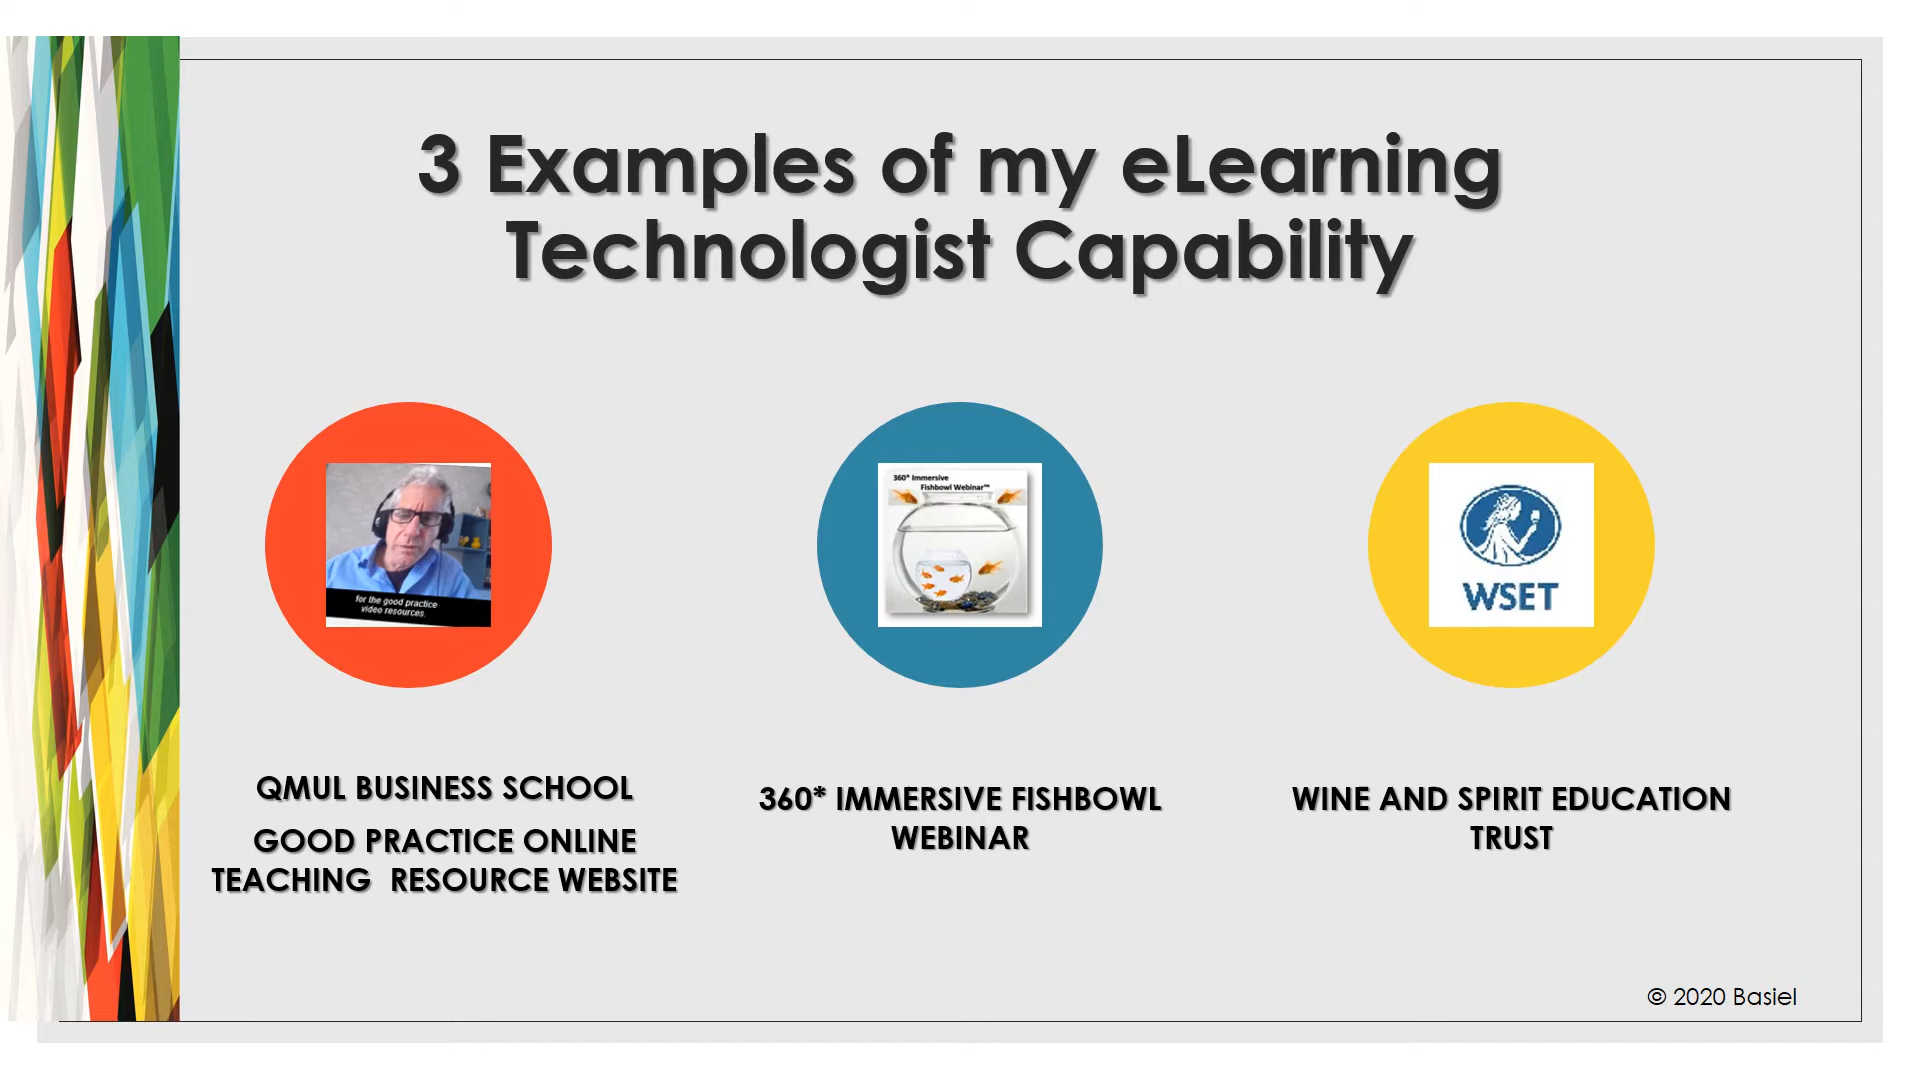 3 Examples of my eLearning
Technologist Capability
for the good practice
video resources.
360* Immersive
Fishbowl Webinar™
WSET
QMUL BUSINESS SCHOOL
GOOD PRACTICE ONLINE
TEACHING RESOURCE WEBSITE
360* IMMERSIVE FISHBOWL
WEBINAR
WINE AND SPIRIT EDUCATION
TRUST
© 2020 Basiel